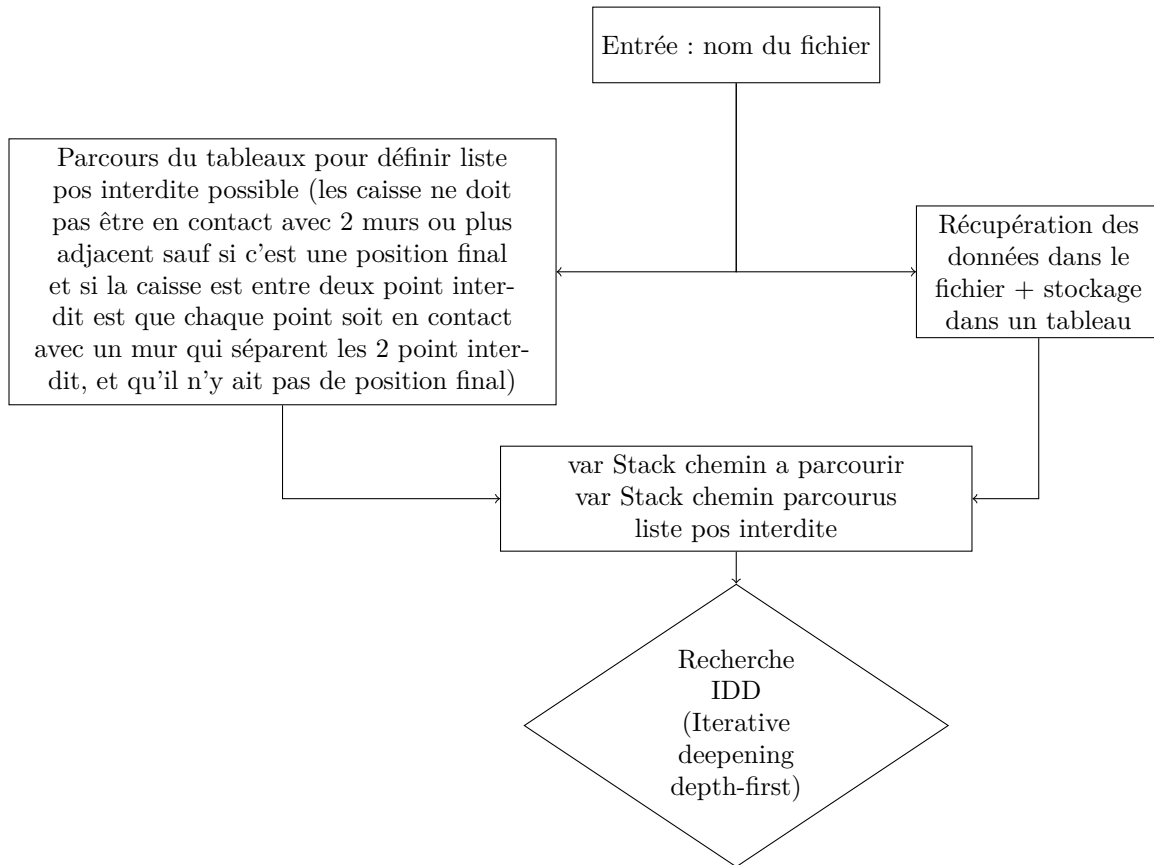 Entrée : nom du fichier
Parcours du tableaux pour définir liste
pos interdite possible (les caisse ne doit
pas être en contact avec 2 murs ou plus
adjacent sauf si c'est une position final
et si la caisse est entre deux point inter-
dit est que chaque point soit en contact
avec un mur qui séparent les 2 point inter-
dit, et qu'il n'y ait pas de position final)
Récupération des
données dans le
fichier + stockage
dans un tableau
var Stack chemin a parcourir
var Stack chemin parcourus
liste pos interdite
Recherche
IDD
(Iterative
deepening
depth-first)